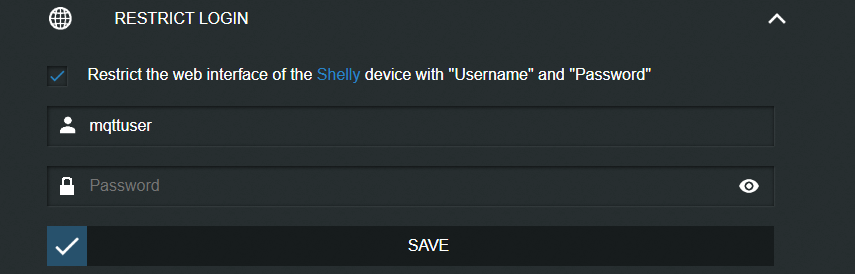 RESTRICT LOGIN
Restrict the web interface of the Shelly device with "Username" and "Password"
mqttuser
Password
SAVE